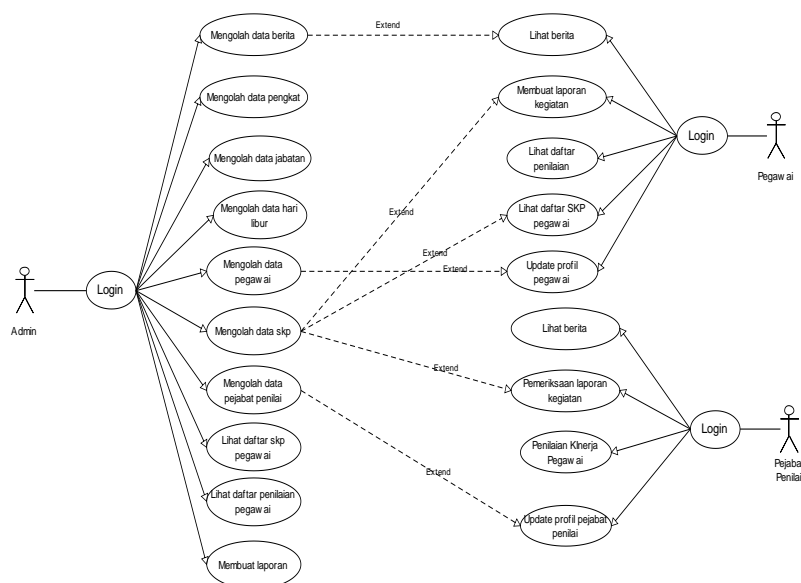 Mengolah data berita
Extend
Lihat berita
Mengolah data pengkat
Membuat laporan
kegiatan
Login
Pegawai
Mengolah data jabatan
Lihat daftar
penilaian
Mengolah data hari
libur
Extend
Lihat daftar SKP
pegawai
Extend
Admin
Login
Mengolah data
pegawai
Extend
Update profil
pegawai
Mengolah data skp
Lihat berita
Extend
Mengolah data
pejabat penilai
Pemeriksaan laporan
kegiatan
Login
Pejaba
Penilai
Lihat daftar skp
pegawai
Penilaian KInerja
Pegawai
Extend
Lihat daftar penilaian
pegawai
Update profil pejabat
penilai
Membuat laporan